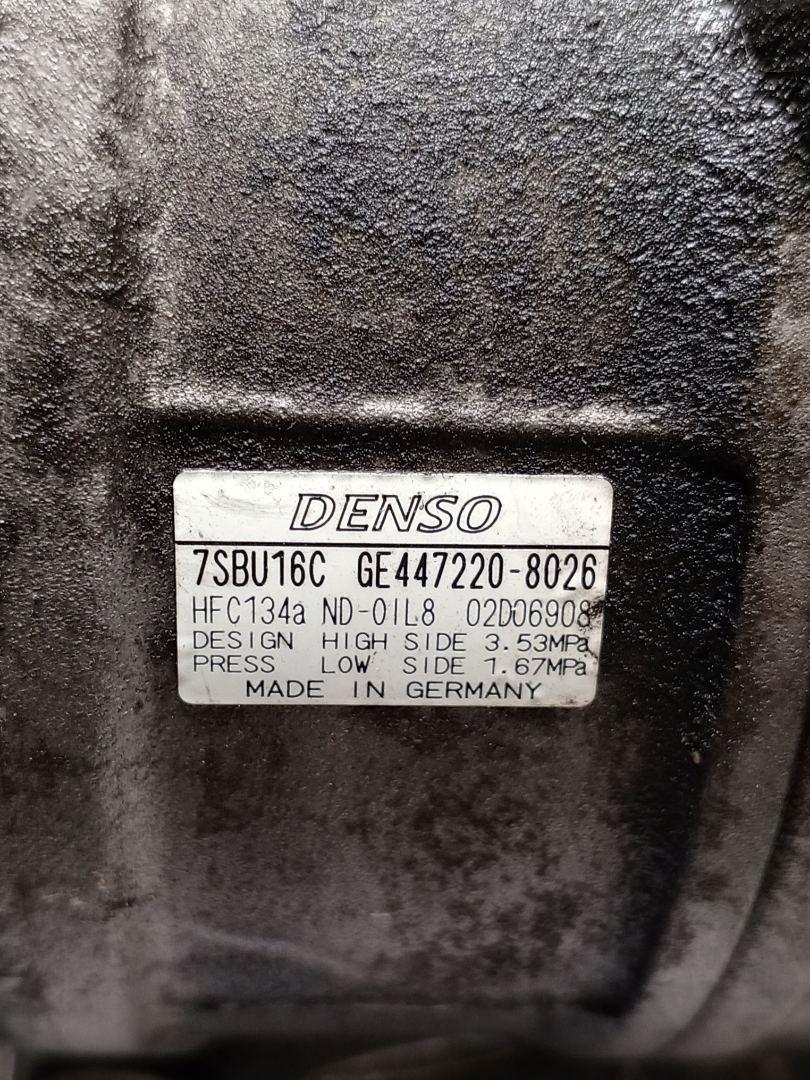 DENSO
7SBU16C GE447220-8026
HFC134a ND-OIL8 02D06908
DESIGN HIGH SIDE 3.53MPa
PRESS LOW SIDE 1.67MPa
MADE IN GERMANY